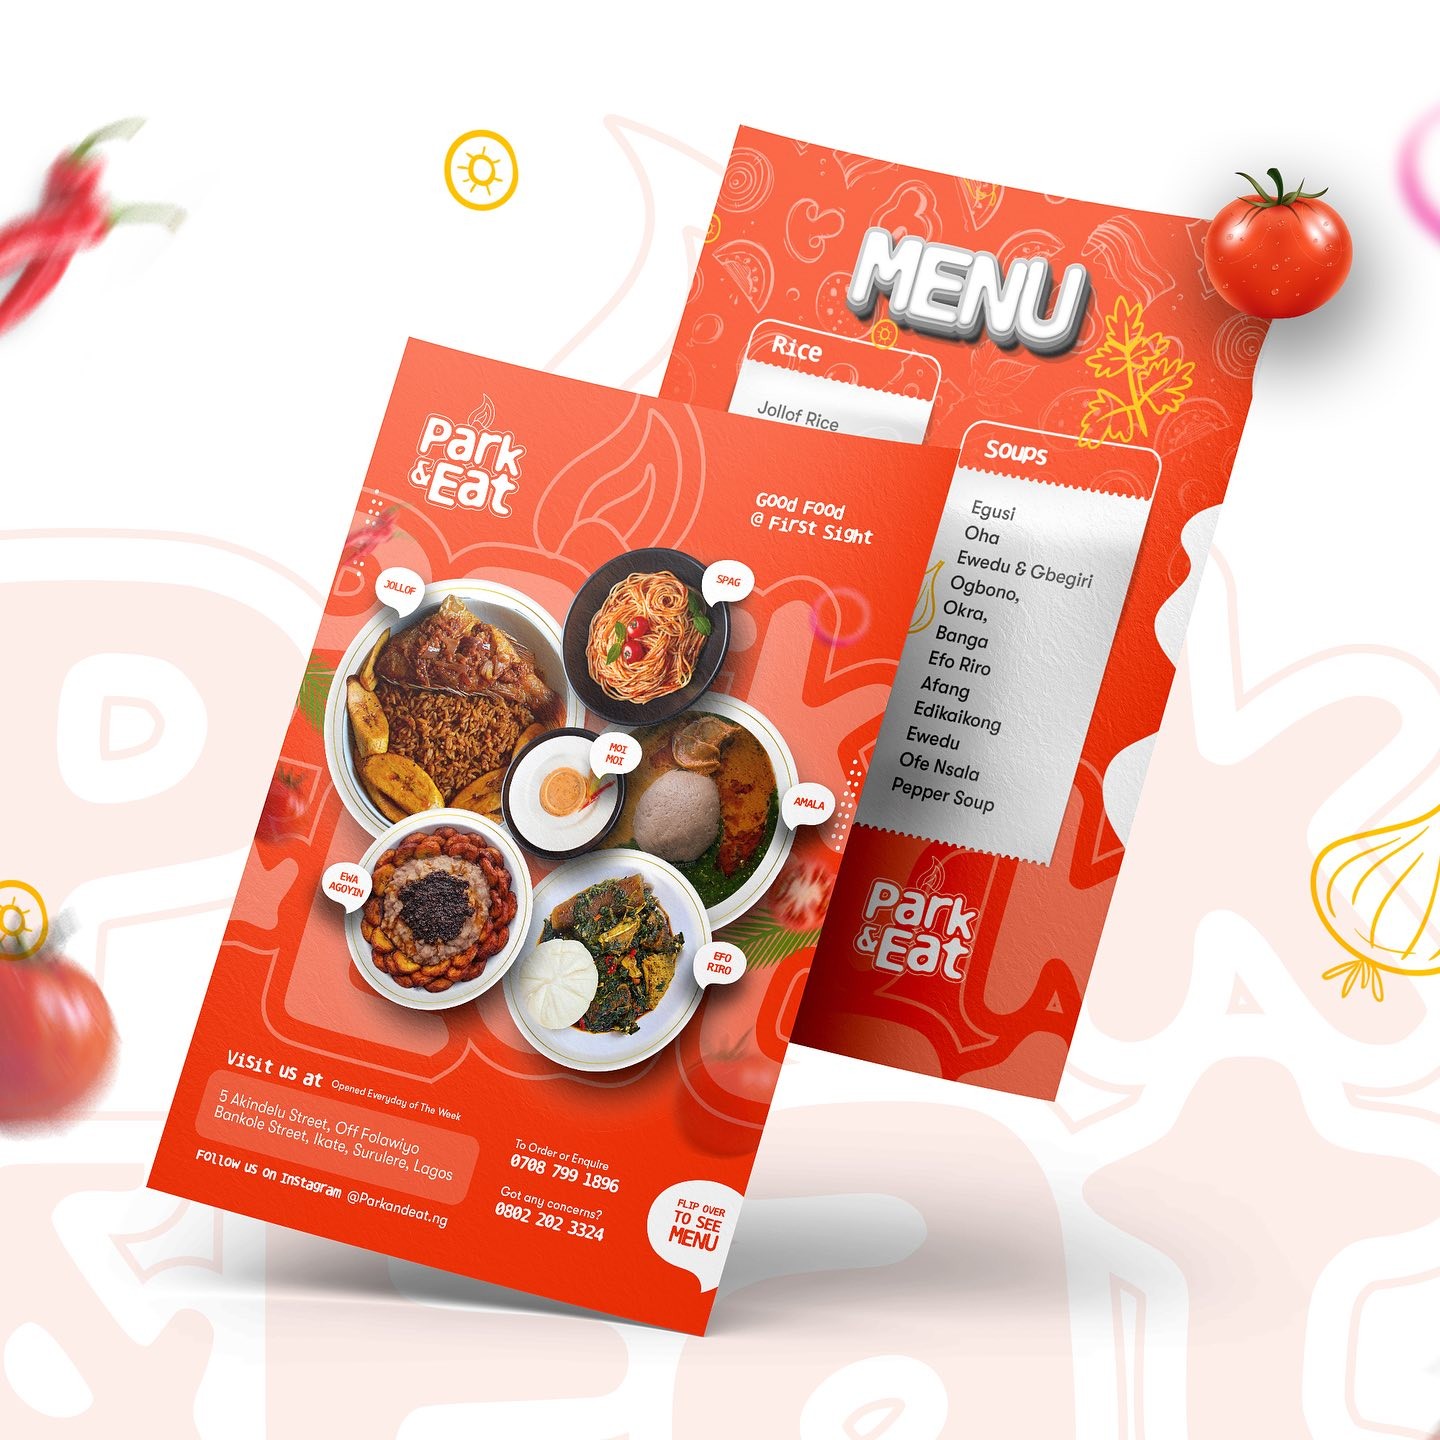 MENU
Rice
Jollof Rice
Soups
Egusi
Oha
Ewedu & Gbegiri
Ogbono,
Okra,
Banga
Efo Riro
Afang
Edikaikong
Ewedu
Ofe Nsala
Pepper Soup
Park
&Eat
Park
&Eat
Good Food
@ First Sight
JOLLOF
SPAG
MOI
MOI
AMALA
EWA
AGOYIN
EFO
RIRO
Visit us at Opened Everyday of The Week
5 Akindelu Street, Off Folawiyo
Bankole Street, Ikate, Surulere, Lagos
Follow us on Instagram @Parkandeat.ng
To Order or Enquire
0708 799 1896
Got any concerns?
0802 202 3324
FLIP OVER
TO SEE
MENU